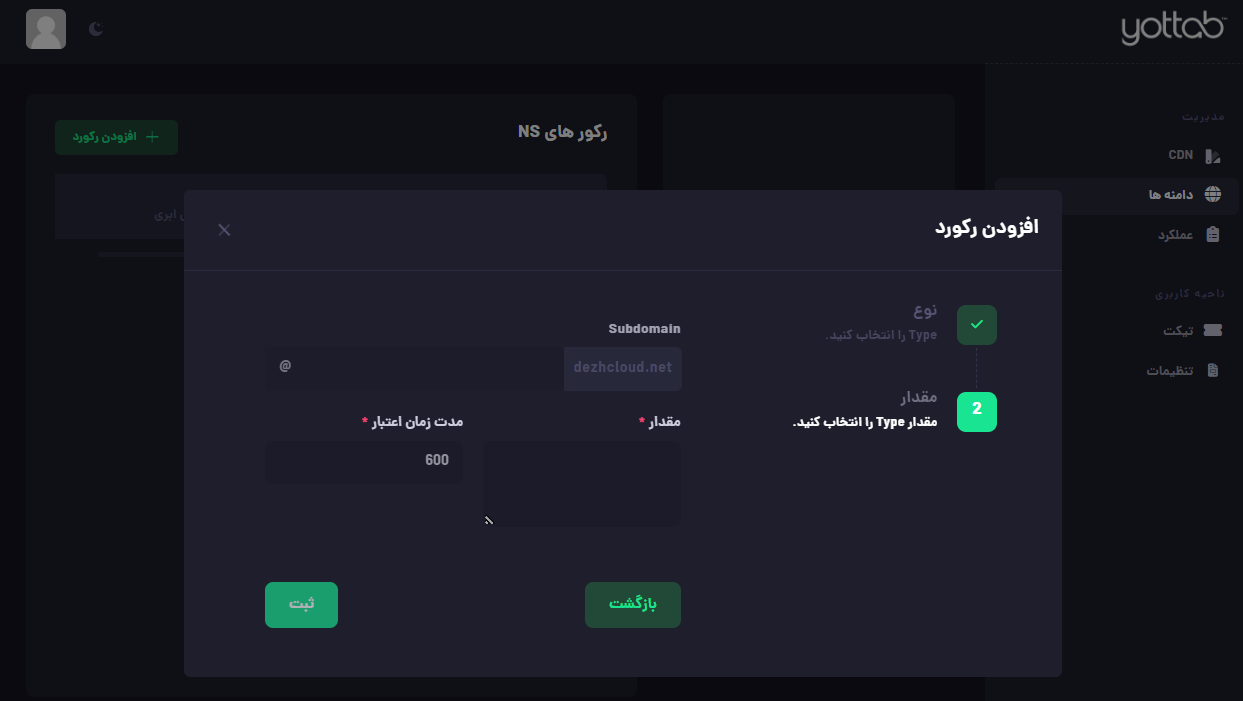 yottab™
مدیریت
CDN
دامنه ها
عملکرد
ناحیه کاربری
تیکت
تنظیمات
رکور های NS
افزودن رکورد
ابری
افزودن رکورد
نوع
Type را انتخاب کنید.
2
مقدار
مقدار Type را انتخاب کنید.
Subdomain
dezhcloud.net
@
مقدار *
مدت زمان اعتبار *
600
بازگشت
ثبت